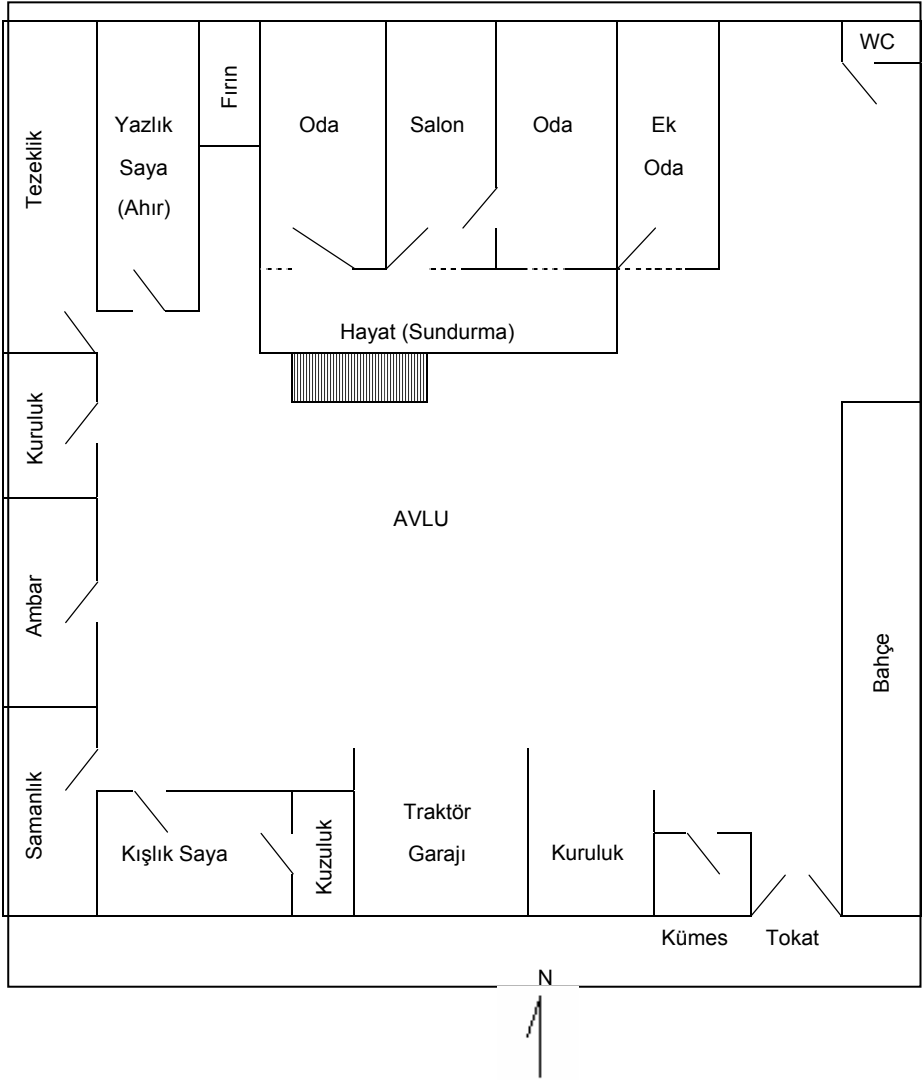 WC
Tezeklik
Yazlık
Saya
(Ahır)
Fırın
Oda
Salon
Oda
Ek
Oda
Hayat (Sundurma)
Kuruluk
AVLU
Ambar
Bahçe
Samanlık
Kışlık Saya
Kuzuluk
Traktör
Garajı
Kuruluk
Kümes
Tokat
N